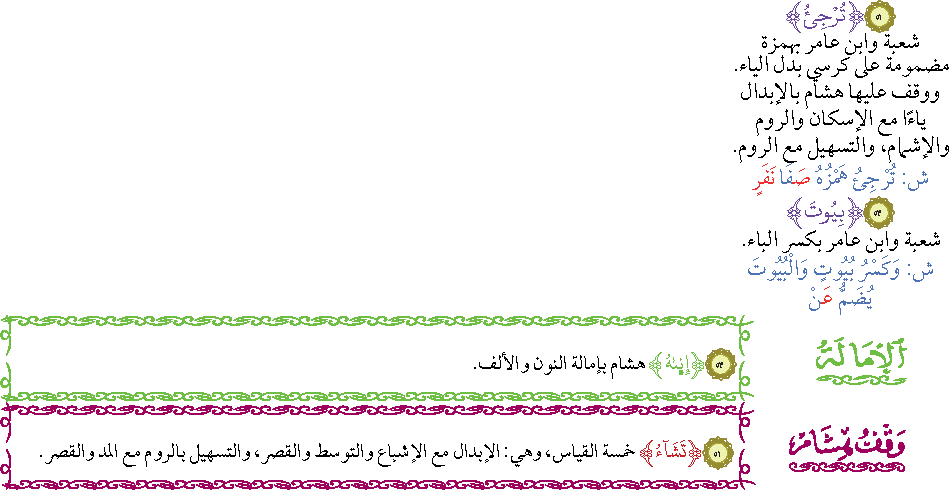 ٥١ ﴿تُرْجِئُ﴾
شعبة وابن عامر بهمزة
مضمومة على كرسي بدل الياء.
ووقف عليها هشام بالإبدال
ياءًا مع الإسكان والروم
والإشمام، والتسهيل مع الروم.
ش: تُرْجِئُ هَمْزُهُ صَفَا نَفَرٍ
٥٣ ﴿بِيُوتَ﴾
شعبة وابن عامر بكسر الباء.
ش: وَكَسْرُ بُيُوتٍ وَالْبُيُوتَ
يُضَمُّ عَنْ
الإمالة
٥٣ ﴿إِنىٰهُ﴾ هشام بإمالة النون والألف.
وقف هشام
٥١ ﴿تَشَآءُ﴾ خمسة القياس، وهي: الإبدال مع الإشباع والتوسط والقصر، والتسهيل بالروم مع المد والقصر.